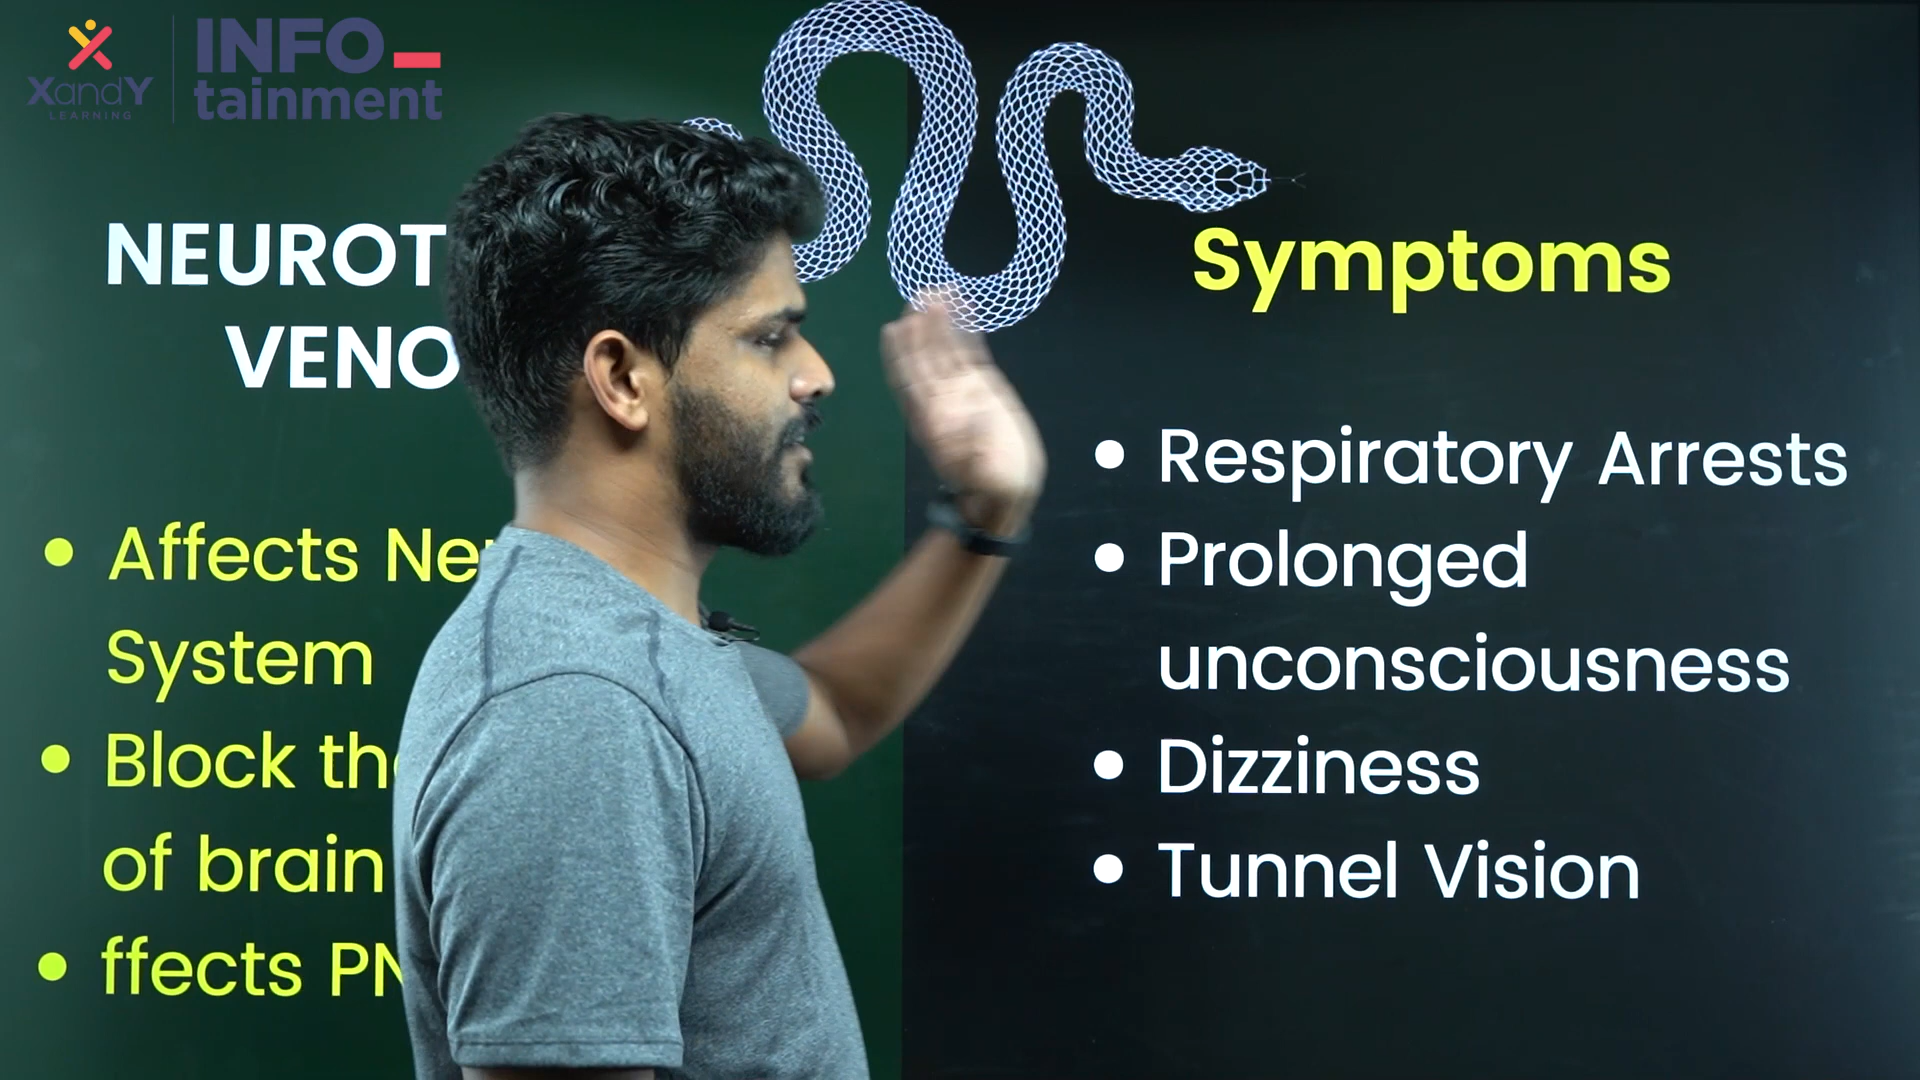 XandY
LEARNING
INFO
tainment
NEUROT
VENO
• Affects Ne
System
• Block th
of brain
• ffects PN
Symptoms
• Respiratory Arrests
• Prolonged
unconsciousness
• Dizziness
• Tunnel Vision